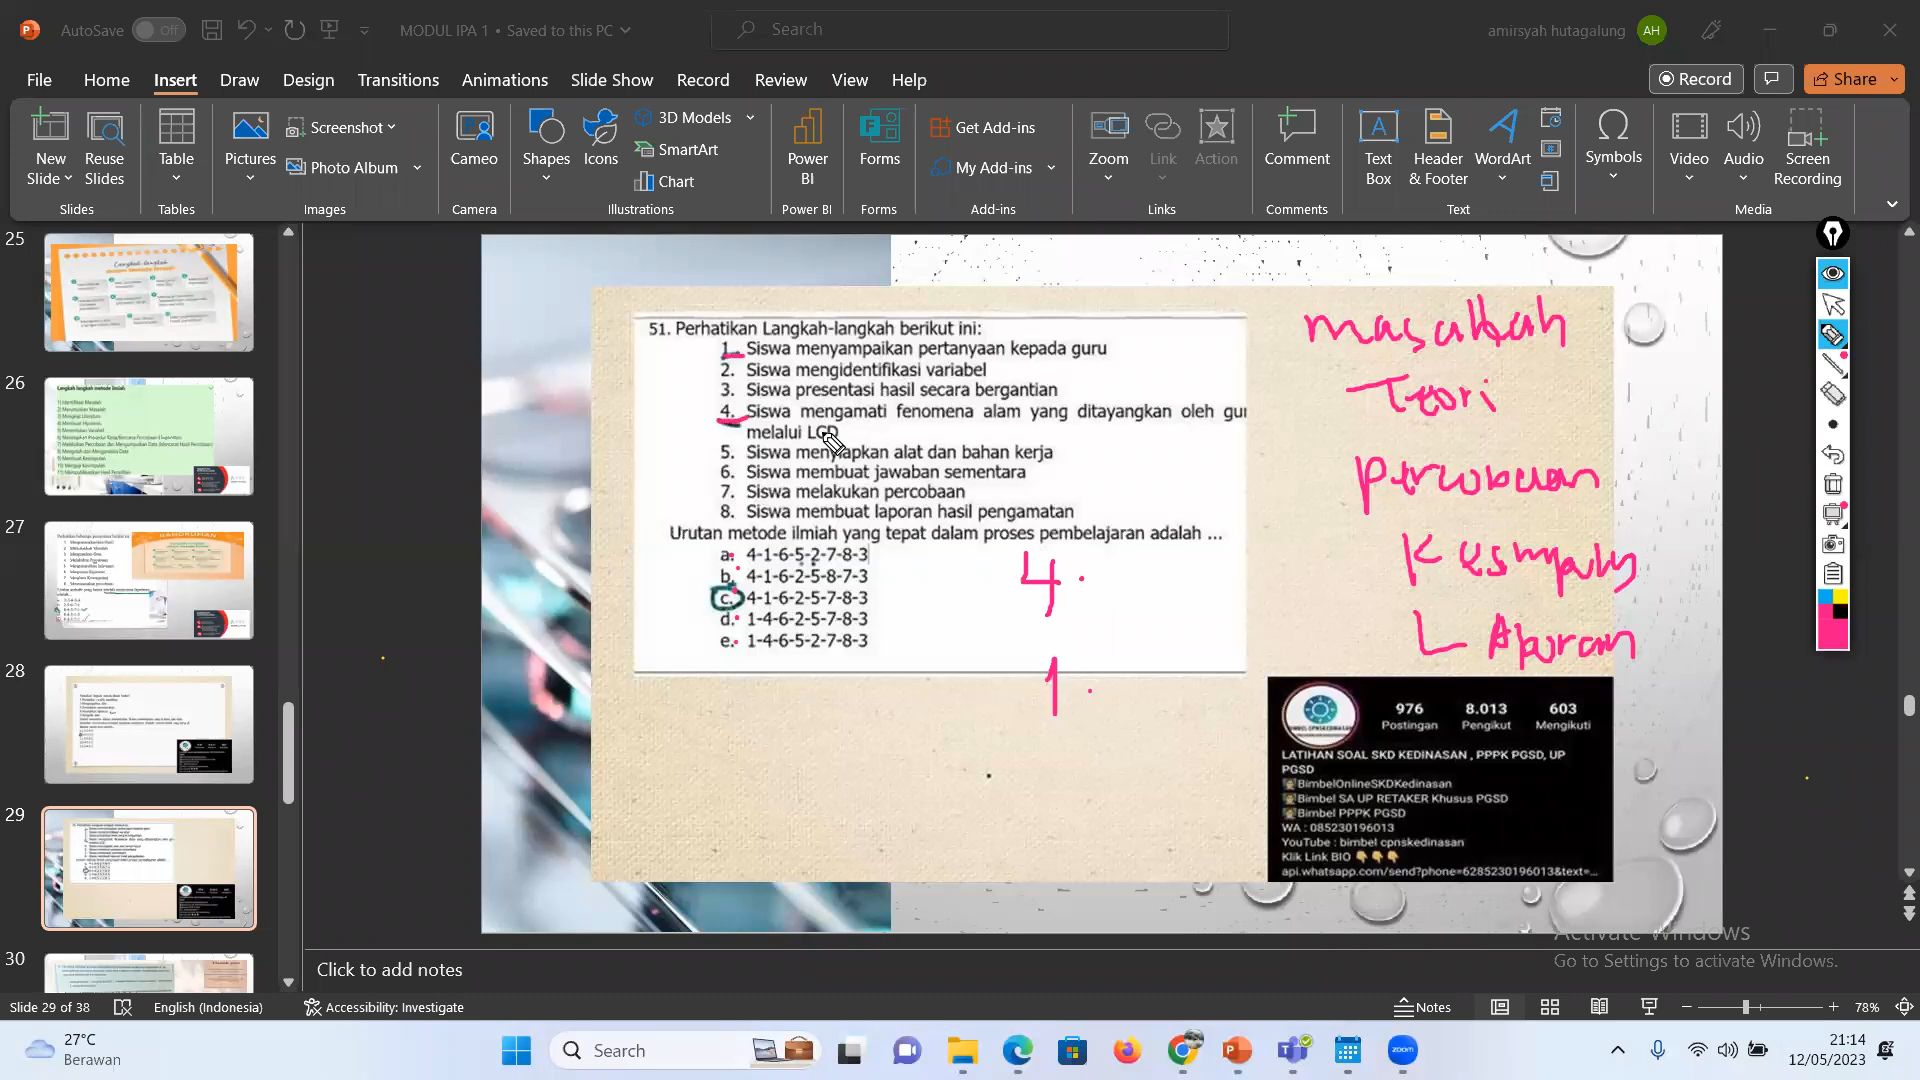 AutoSave Off MODUL IPA 1 • Saved to this PC Search amirsyah hutagalung AH
File Home Insert Draw Design Transitions Animations Slide Show Record Review View Help Record Share
New Slide Reuse Slides Table Pictures Screenshot Photo Album Cameo Shapes Icons 3D Models SmartArt Chart Power BI Forms Get Add-ins My Add-ins Zoom Link Action Comment Text Box Header & Footer WordArt Symbols Video Audio Screen Recording
Slides Tables Images Camera Illustrations Power BI Forms Add-ins Links Comments Text Media
25
26
27
28
29
30
51. Perhatikan Langkah-langkah berikut ini:
1. Siswa menyampaikan pertanyaan kepada guru
2. Siswa mengidentifikasi variabel
3. Siswa presentasi hasil secara bergantian
4. Siswa mengamati fenomena alam yang ditayangkan oleh gur
melalui LCD
5. Siswa menyiapkan alat dan bahan kerja
6. Siswa membuat jawaban sementara
7. Siswa melakukan percobaan
8. Siswa membuat laporan hasil pengamatan
Urutan metode ilmiah yang tepat dalam proses pembelajaran adalah ...
a. 4-1-6-5-2-7-8-3
b. 4-1-6-2-5-8-7-3
c. 4-1-6-2-5-7-8-3
d. 1-4-6-2-5-7-8-3
e. 1-4-6-5-2-7-8-3
4.
1.
Teori
976 8.013 603
Postingan Pengikut Mengikuti
LATIHAN SOAL SKD KEDINASAN , PPPK PGSD, UP
PGSD
BimbelOnlineSKDKedinasan
Bimbel SA UP RETAKER Khusus PGSD
Bimbel PPPK PGSD
WA : 085230196013
YouTube : bimbel cpnskedinasan
Klik Link BIO 👇👇👇
api.whatsapp.com/send?phone=6285230196013&text=...
Activate Windows
Go to Settings to activate Windows.
Click to add notes
Slide 29 of 38 English (Indonesia) Accessibility: Investigate Notes 78%
27°C
Berawan
Search
zoom
21:14
12/05/2023